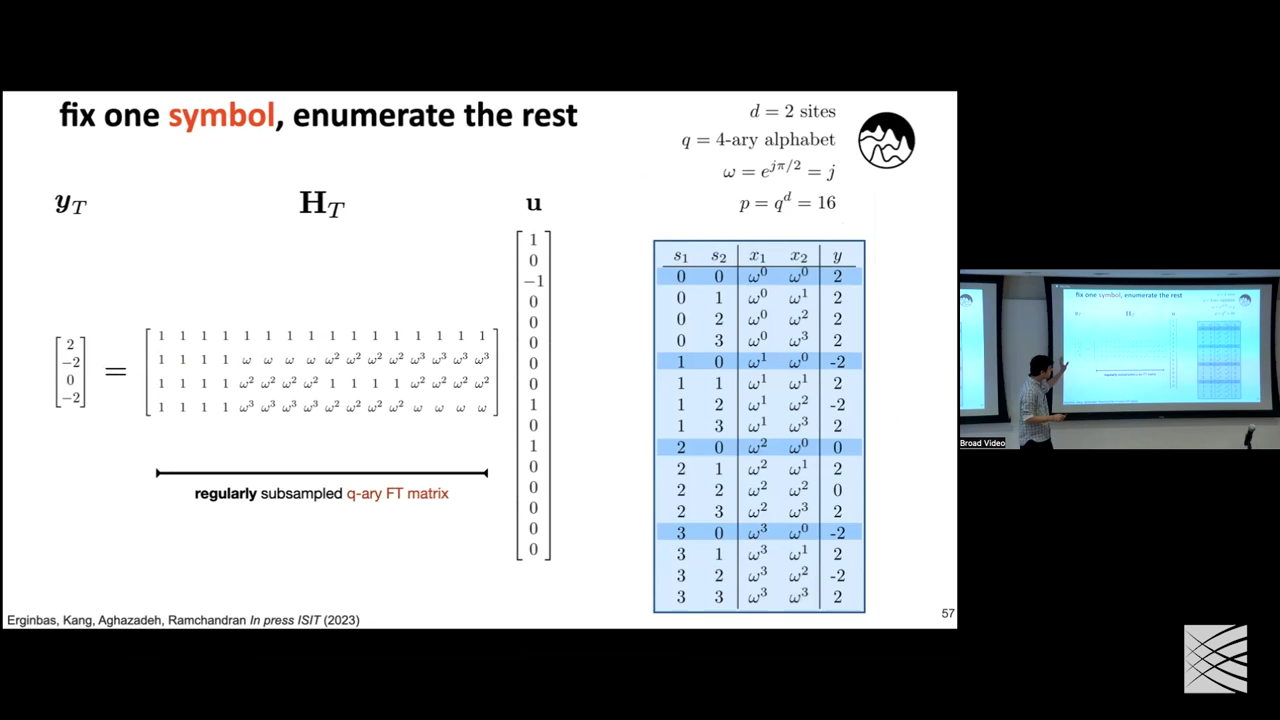 fix one symbol, enumerate the rest
d = 2 sites
q = 4-ary alphabet
ω = e^{jπ/2} = j
p = q^d = 16
y_T
H_T
u
2
−2
0
−2
=
1 1 1 1 1 1 1 1 1 1 1 1 1 1 1 1
1 1 1 1 ω ω ω ω ω² ω² ω² ω² ω³ ω³ ω³ ω³
1 1 1 1 ω² ω² ω² ω² 1 1 1 1 ω² ω² ω² ω²
1 1 1 1 ω³ ω³ ω³ ω³ ω² ω² ω² ω² ω ω ω ω
1
0
−1
0
0
0
0
0
1
0
1
0
0
0
0
0
regularly subsampled q-ary FT matrix
s₁ s₂ x₁ x₂ y
0 0 ω⁰ ω⁰ 2
0 1 ω⁰ ω¹ 2
0 2 ω⁰ ω² 2
0 3 ω⁰ ω³ 2
1 0 ω¹ ω⁰ -2
1 1 ω¹ ω¹ 2
1 2 ω¹ ω² -2
1 3 ω¹ ω³ 2
2 0 ω² ω⁰ 0
2 1 ω² ω¹ 2
2 2 ω² ω² 0
2 3 ω² ω³ 2
3 0 ω³ ω⁰ -2
3 1 ω³ ω¹ 2
3 2 ω³ ω² -2
3 3 ω³ ω³ 2
Erginbas, Kang, Aghazadeh, Ramchandran In press ISIT (2023)
57
fix one symbol, enumerate the rest
Broad Video